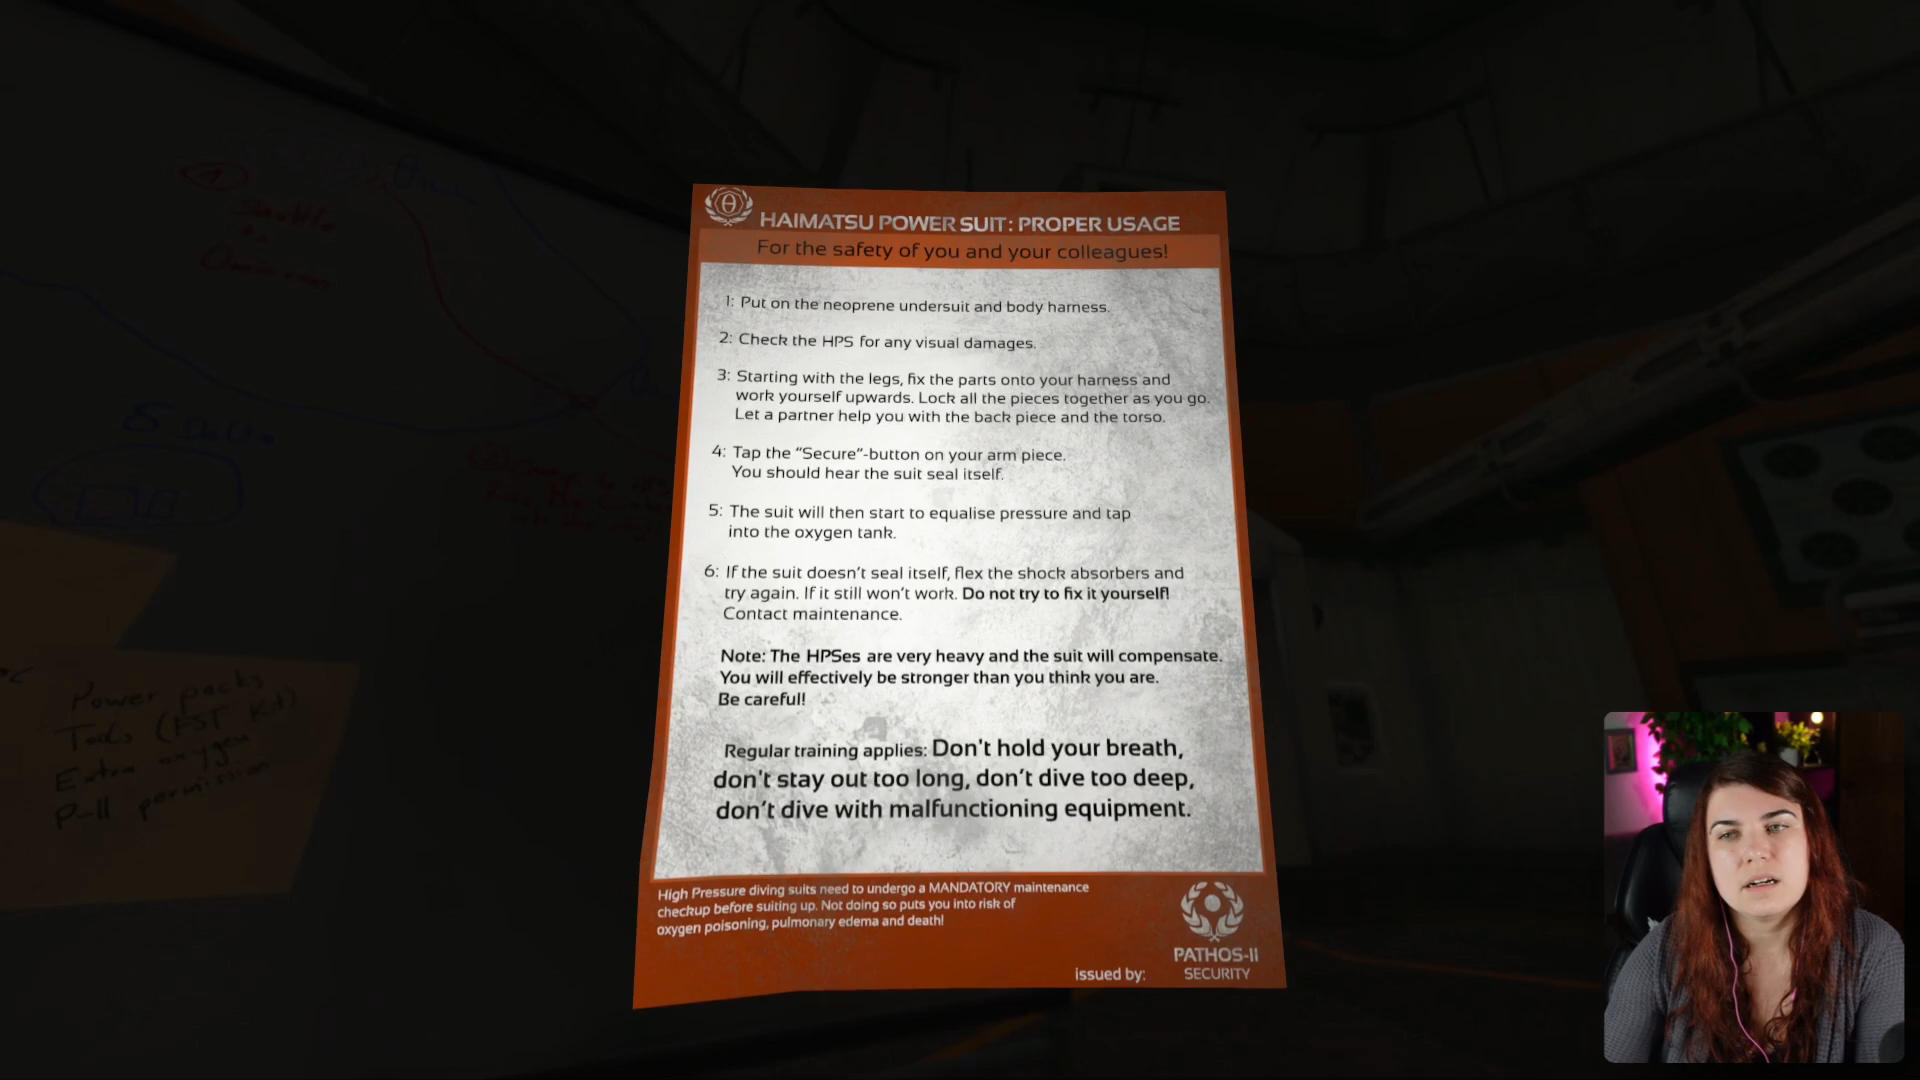 HAIMATSU POWER SUIT: PROPER USAGE
For the safety of you and your colleagues!
1: Put on the neoprene undersuit and body harness.
2: Check the HPS for any visual damages.
3: Starting with the legs, fix the parts onto your harness and
work yourself upwards. Lock all the pieces together as you go.
Let a partner help you with the back piece and the torso.
4: Tap the "Secure"-button on your arm piece.
You should hear the suit seal itself.
5: The suit will then start to equalise pressure and tap
into the oxygen tank.
6: If the suit doesn't seal itself, flex the shock absorbers and
try again. If it still won't work. Do not try to fix it yourself!
Contact maintenance.
Note: The HPSes are very heavy and the suit will compensate.
You will effectively be stronger than you think you are.
Be careful!
Regular training applies: Don't hold your breath,
don't stay out too long, don't dive too deep,
don't dive with malfunctioning equipment.
High Pressure diving suits need to undergo a MANDATORY maintenance
checkup before suiting up. Not doing so puts you into risk of
oxygen poisoning, pulmonary edema and death!
issued by:
PATHOS-II
SECURITY
Shuttle
to
Omicron
δ Delta
Power packs
Tools (FST Kit)
Extra oxygen
Pull permission